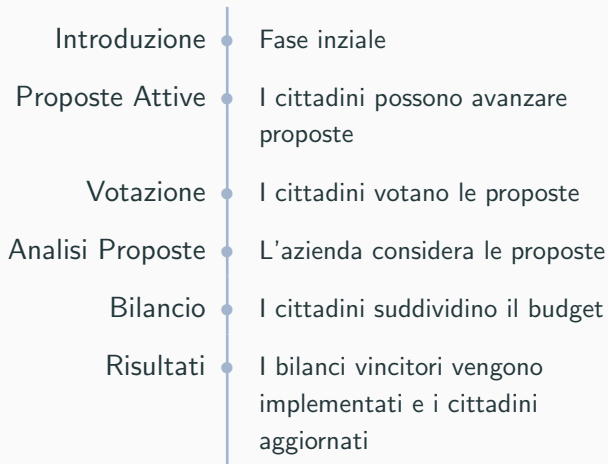 Introduzione Fase inziale
Proposte Attive I cittadini possono avanzare
proposte
Votazione I cittadini votano le proposte
Analisi Proposte L'azienda considera le proposte
Bilancio I cittadini suddividino il budget
Risultati I bilanci vincitori vengono
implementati e i cittadini
aggiornati